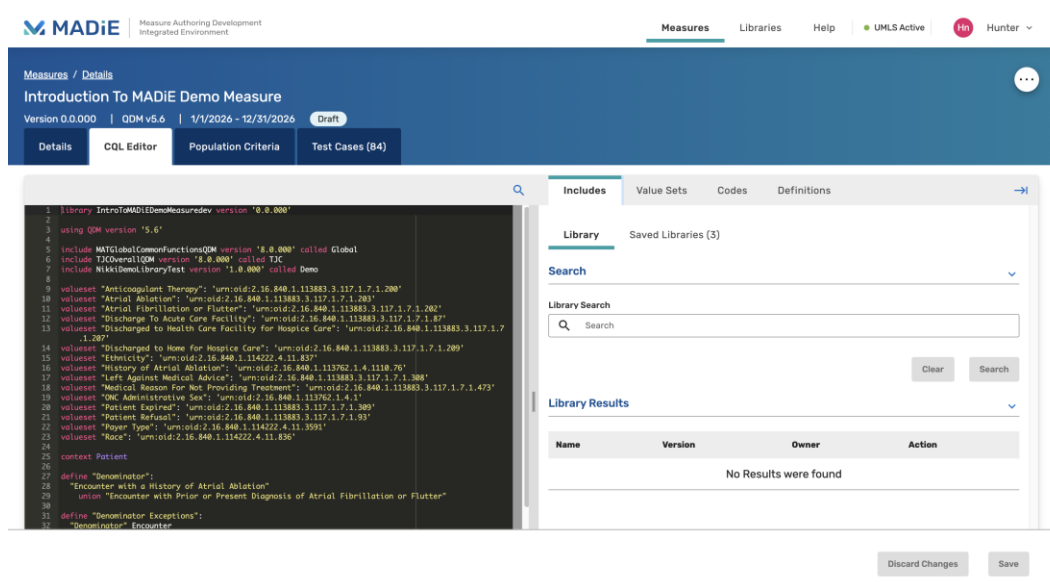 MADiE
Measure Authoring Development
Integrated Environment
Measures
Libraries
Help
UMLS Active
Hn
Hunter
Measures / Details
Introduction To MADiE Demo Measure
Version 0.0.000 | QDM v5.6 | 1/1/2026 - 12/31/2026 Draft
Details
CQL Editor
Population Criteria
Test Cases (84)
1 library IntroToMADiEDemoMeasuredev version '0.0.000'
2
3 using QDM version '5.6'
4
5 include MATGlobalCommonFunctionsQDM version '8.0.000' called Global
6 include TJCOverallQDM version '8.0.000' called TJC
7 include NikkiDemoLibraryTest version '1.0.000' called Demo
8
9 valueset "Anticoagulant Therapy": 'urn:oid:2.16.840.1.113883.3.117.1.7.1.200'
10 valueset "Atrial Ablation": 'urn:oid:2.16.840.1.113883.3.117.1.7.1.203'
11 valueset "Atrial Fibrillation or Flutter": 'urn:oid:2.16.840.1.113883.3.117.1.7.1.202'
12 valueset "Discharge To Acute Care Facility": 'urn:oid:2.16.840.1.113883.3.117.1.7.1.87'
13 valueset "Discharged to Health Care Facility for Hospice Care": 'urn:oid:2.16.840.1.113883.3.117.1.7
.1.207'
14 valueset "Discharged to Home for Hospice Care": 'urn:oid:2.16.840.1.113883.3.117.1.7.1.209'
15 valueset "Ethnicity": 'urn:oid:2.16.840.1.114222.4.11.837'
16 valueset "History of Atrial Ablation": 'urn:oid:2.16.840.1.113762.1.4.1110.76'
17 valueset "Left Against Medical Advice": 'urn:oid:2.16.840.1.113883.3.117.1.7.1.308'
18 valueset "Medical Reason For Not Providing Treatment": 'urn:oid:2.16.840.1.113883.3.117.1.7.1.473'
19 valueset "ONC Administrative Sex": 'urn:oid:2.16.840.1.113762.1.4.1'
20 valueset "Patient Expired": 'urn:oid:2.16.840.1.113883.3.117.1.7.1.309'
21 valueset "Patient Refusal": 'urn:oid:2.16.840.1.113883.3.117.1.7.1.93'
22 valueset "Payer Type": 'urn:oid:2.16.840.1.114222.4.11.3591'
23 valueset "Race": 'urn:oid:2.16.840.1.114222.4.11.836'
24
25 context Patient
26
27 define "Denominator":
28 "Encounter with a History of Atrial Ablation"
29 union "Encounter with Prior or Present Diagnosis of Atrial Fibrillation or Flutter"
30
31 define "Denominator Exceptions":
32 "Denominator" Encounter
Includes
Value Sets
Codes
Definitions
Library
Saved Libraries (3)
Search
Library Search
Search
Clear
Search
Library Results
Name Version Owner Action
No Results were found
Discard Changes
Save